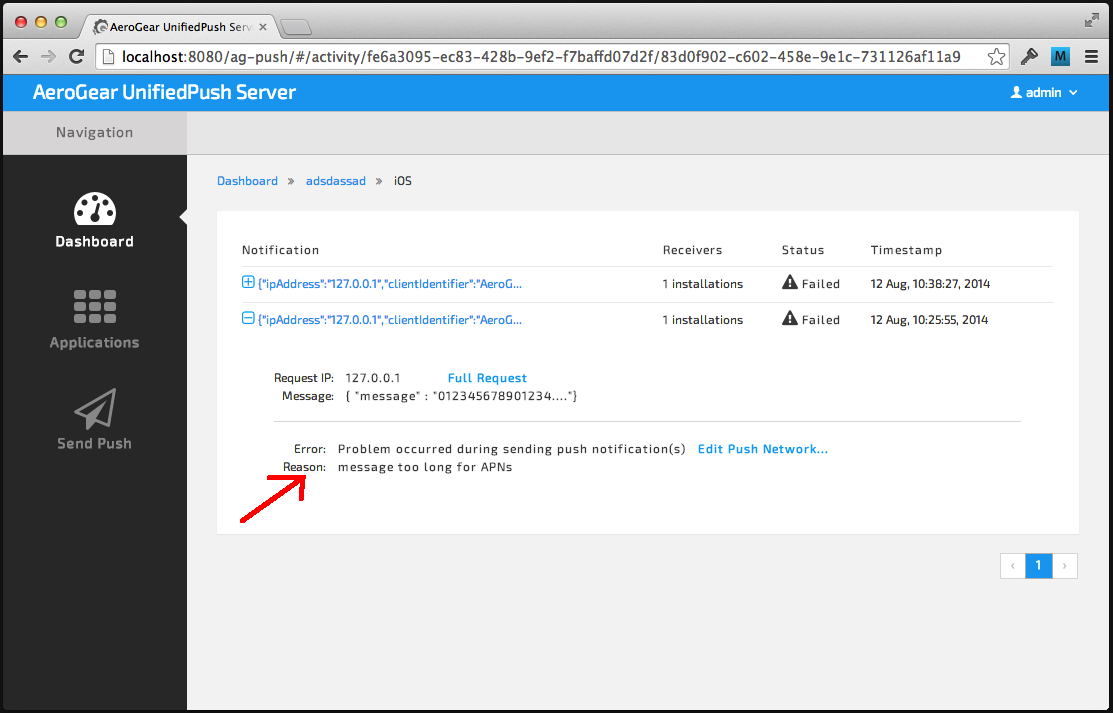 AeroGear UnifiedPush Serv
localhost:8080/ag-push/#/activity/fe6a3095-ec83-428b-9ef2-f7baffd07d2f/83d0f902-c602-458e-9e1c-731126af11a9
M
AeroGear UnifiedPush Server
admin
Navigation
Dashboard » adsdassad » iOS
Dashboard
Applications
Send Push
Notification Receivers Status Timestamp
{"ipAddress":"127.0.0.1","clientIdentifier":"AeroG... 1 installations Failed 12 Aug, 10:38:27, 2014
{"ipAddress":"127.0.0.1","clientIdentifier":"AeroG... 1 installations Failed 12 Aug, 10:25:55, 2014
Request IP: 127.0.0.1 Full Request
Message: { "message" : "012345678901234...."}
Error: Problem occurred during sending push notification(s) Edit Push Network...
Reason: message too long for APNs
‹ 1 ›